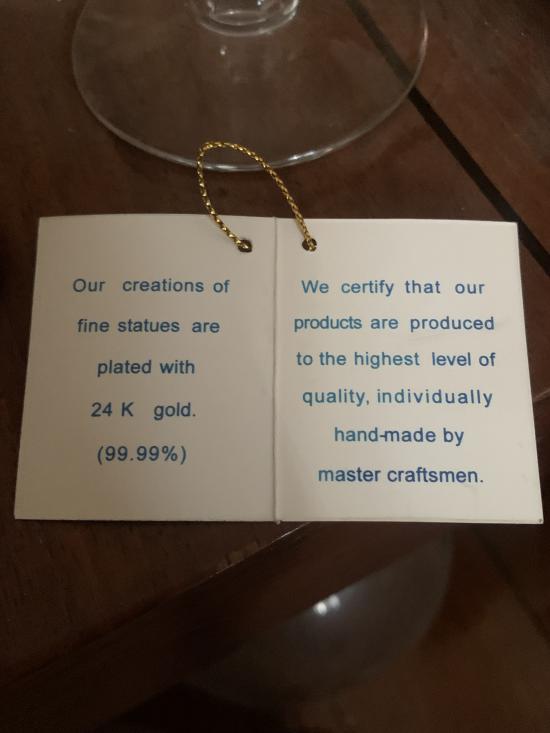 Our creations of
fine statues are
plated with
24 K gold.
(99.99%)
We certify that our
products are produced
to the highest level of
quality, individually
hand-made by
master craftsmen.